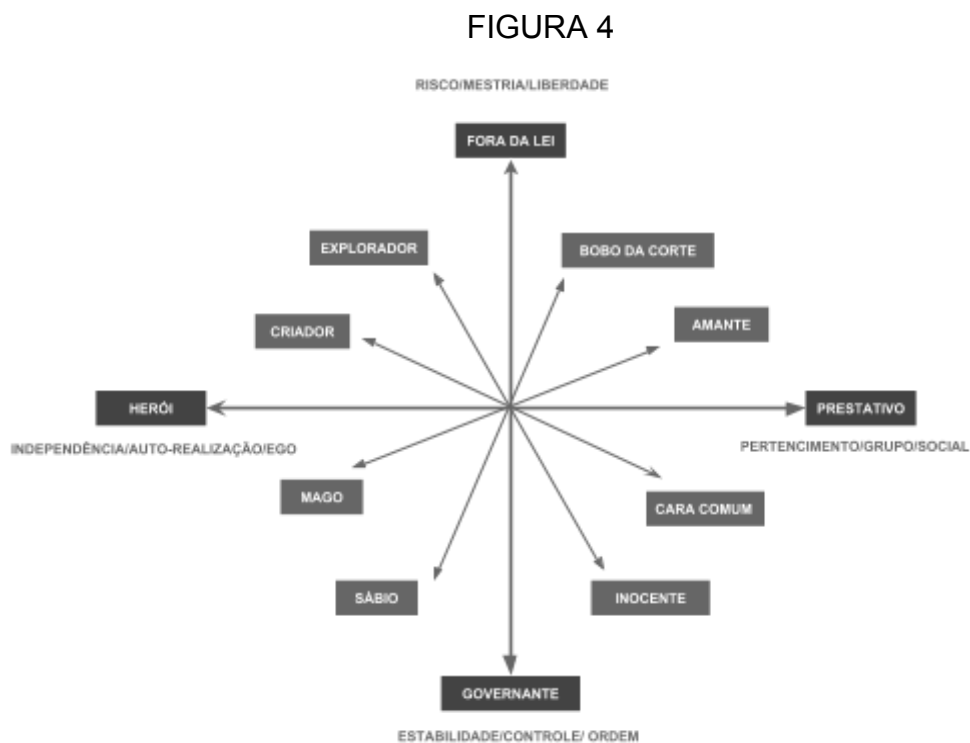 FIGURA 4
RISCO/MESTRIA/LIBERDADE
FORA DA LEI
EXPLORADOR
BOBO DA CORTE
CRIADOR
AMANTE
HERÓI
PRESTATIVO
INDEPENDÊNCIA/AUTO-REALIZAÇÃO/EGO
PERTENCIMENTO/GRUPO/SOCIAL
MAGO
CARA COMUM
SÁBIO
INOCENTE
GOVERNANTE
ESTABILIDADE/CONTROLE/ ORDEM